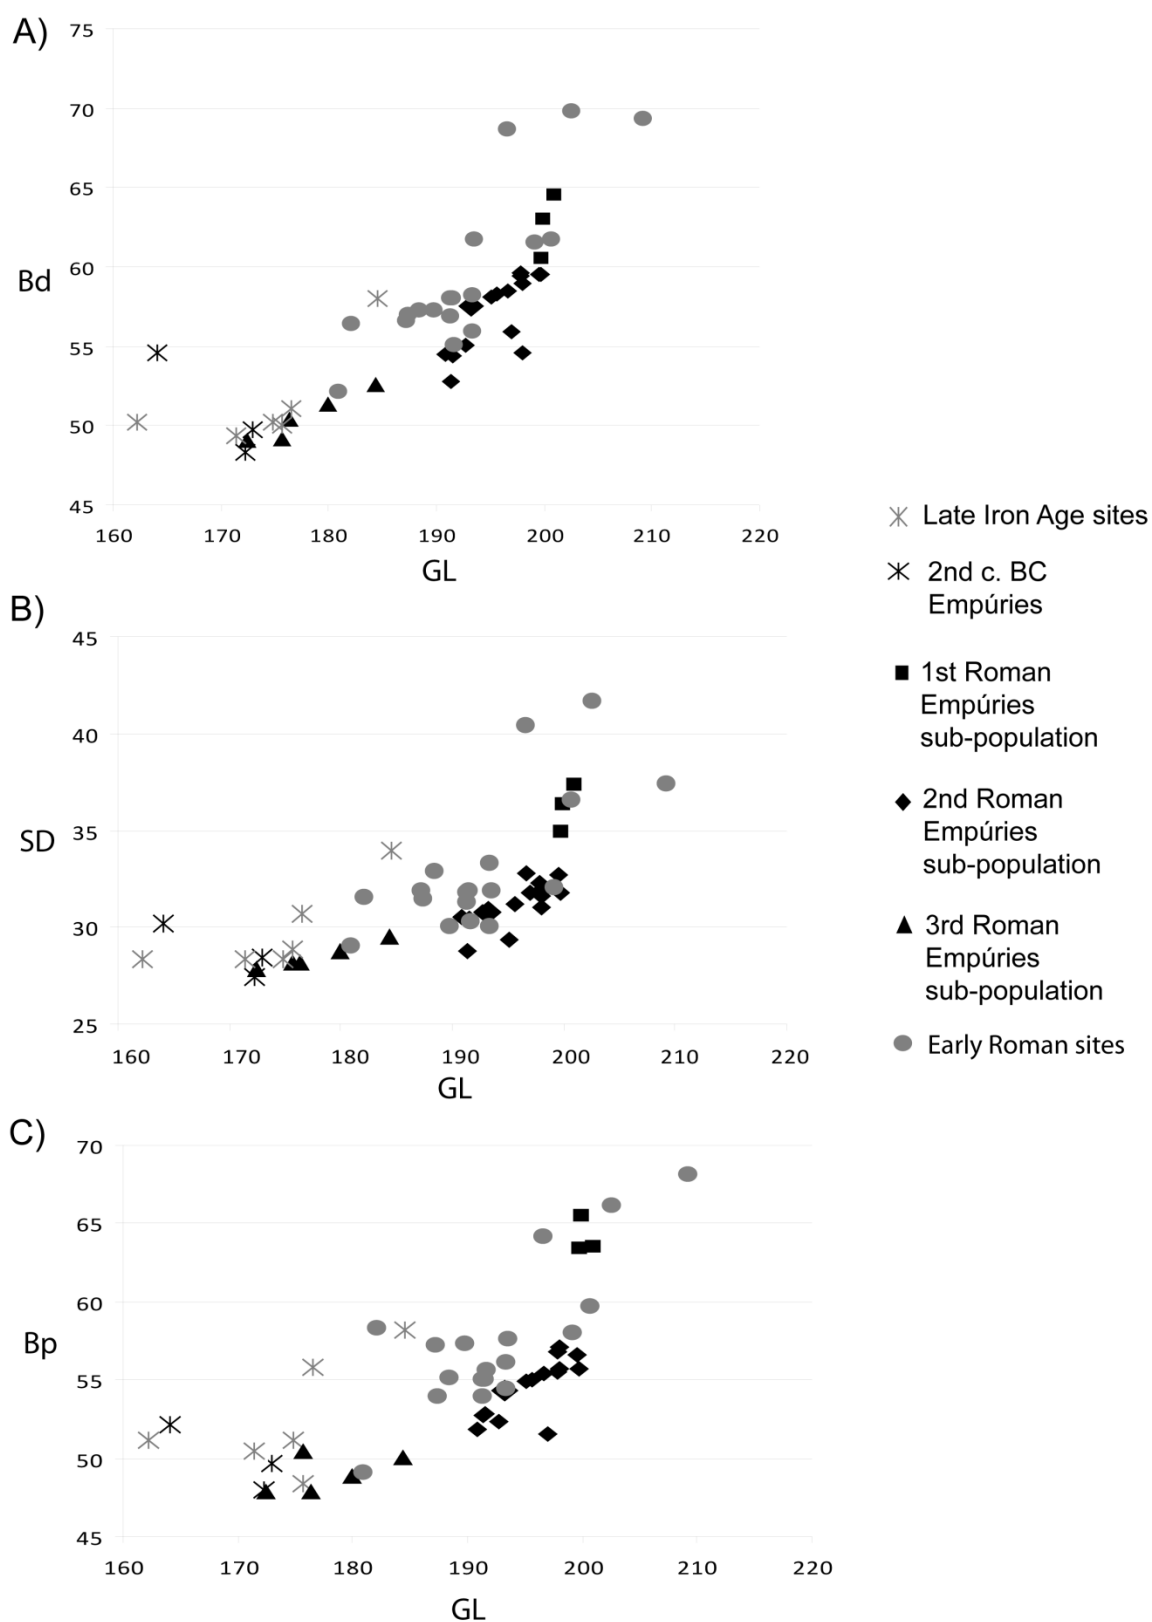 A)
75
70
65
60
Bd
55
50
45
160 170 180 190 200 210 220
GL
Late Iron Age sites
2nd c. BC
Empúries
1st Roman
Empúries
sub-population
2nd Roman
Empúries
sub-population
3rd Roman
Empúries
sub-population
Early Roman sites
B)
45
40
35
SD
30
25
160 170 180 190 200 210 220
GL
C)
70
65
60
Bp
55
50
45
160 170 180 190 200 210 220
GL